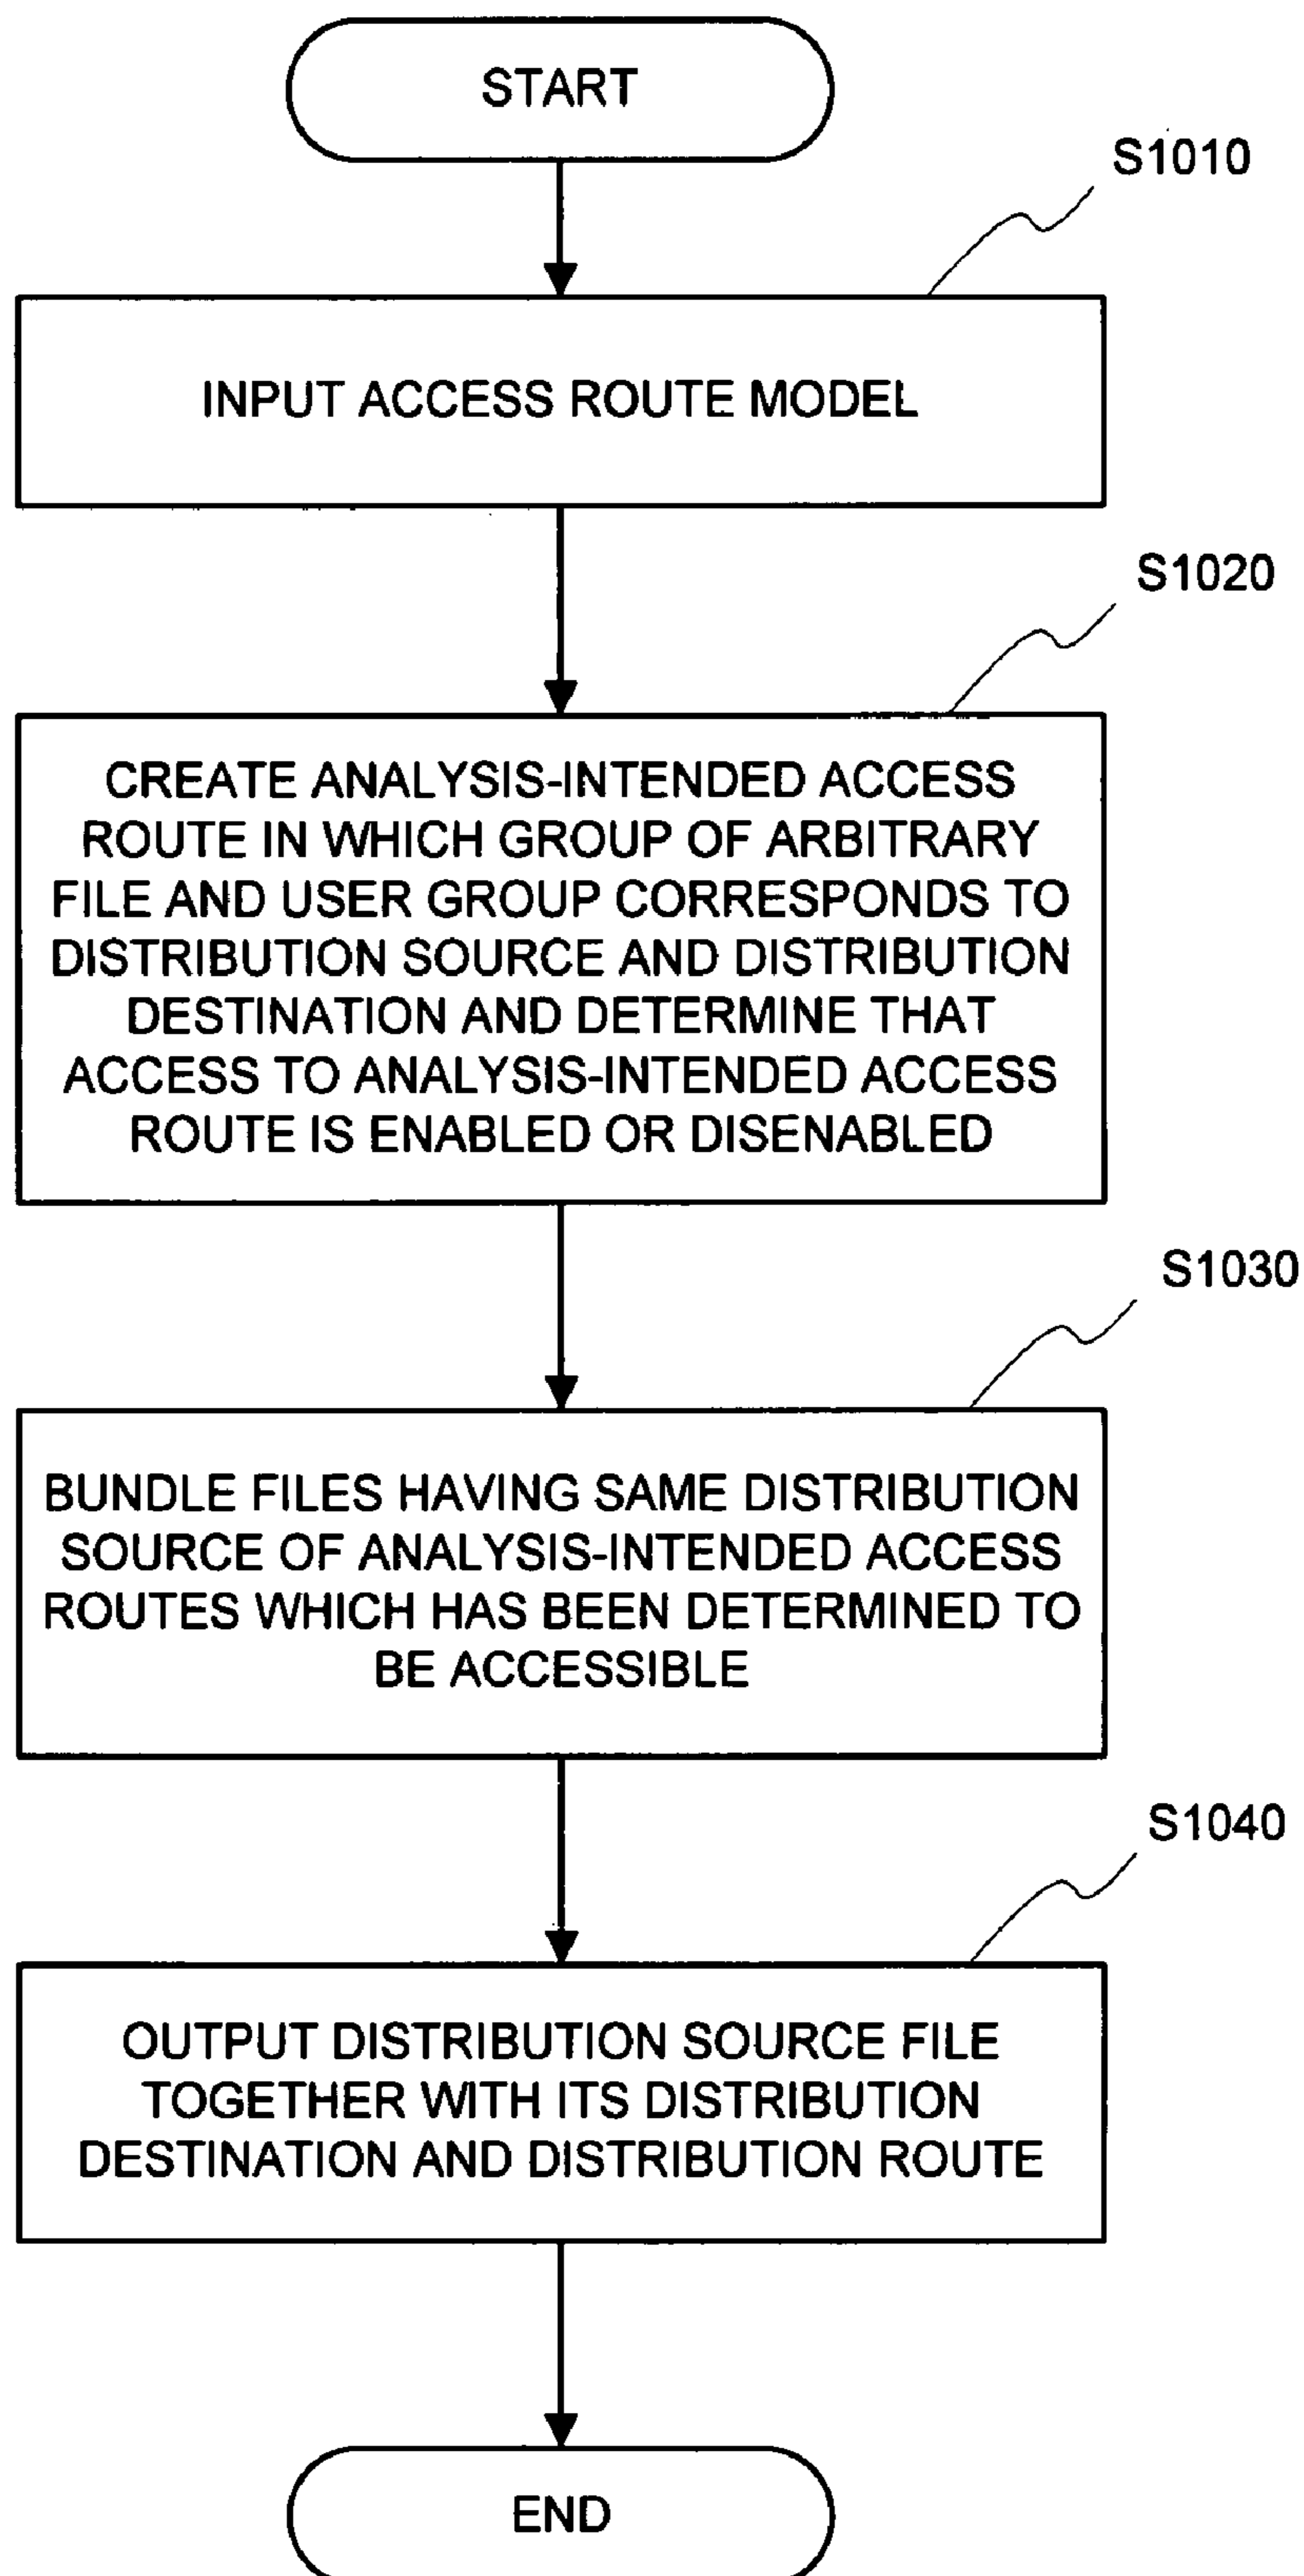 START
S1010
INPUT ACCESS ROUTE MODEL
S1020
CREATE ANALYSIS-INTENDED ACCESS
ROUTE IN WHICH GROUP OF ARBITRARY
FILE AND USER GROUP CORRESPONDS TO
DISTRIBUTION SOURCE AND DISTRIBUTION
DESTINATION AND DETERMINE THAT
ACCESS TO ANALYSIS-INTENDED ACCESS
ROUTE IS ENABLED OR DISENABLED
S1030
BUNDLE FILES HAVING SAME DISTRIBUTION
SOURCE OF ANALYSIS-INTENDED ACCESS
ROUTES WHICH HAS BEEN DETERMINED TO
BE ACCESSIBLE
S1040
OUTPUT DISTRIBUTION SOURCE FILE
TOGETHER WITH ITS DISTRIBUTION
DESTINATION AND DISTRIBUTION ROUTE
END